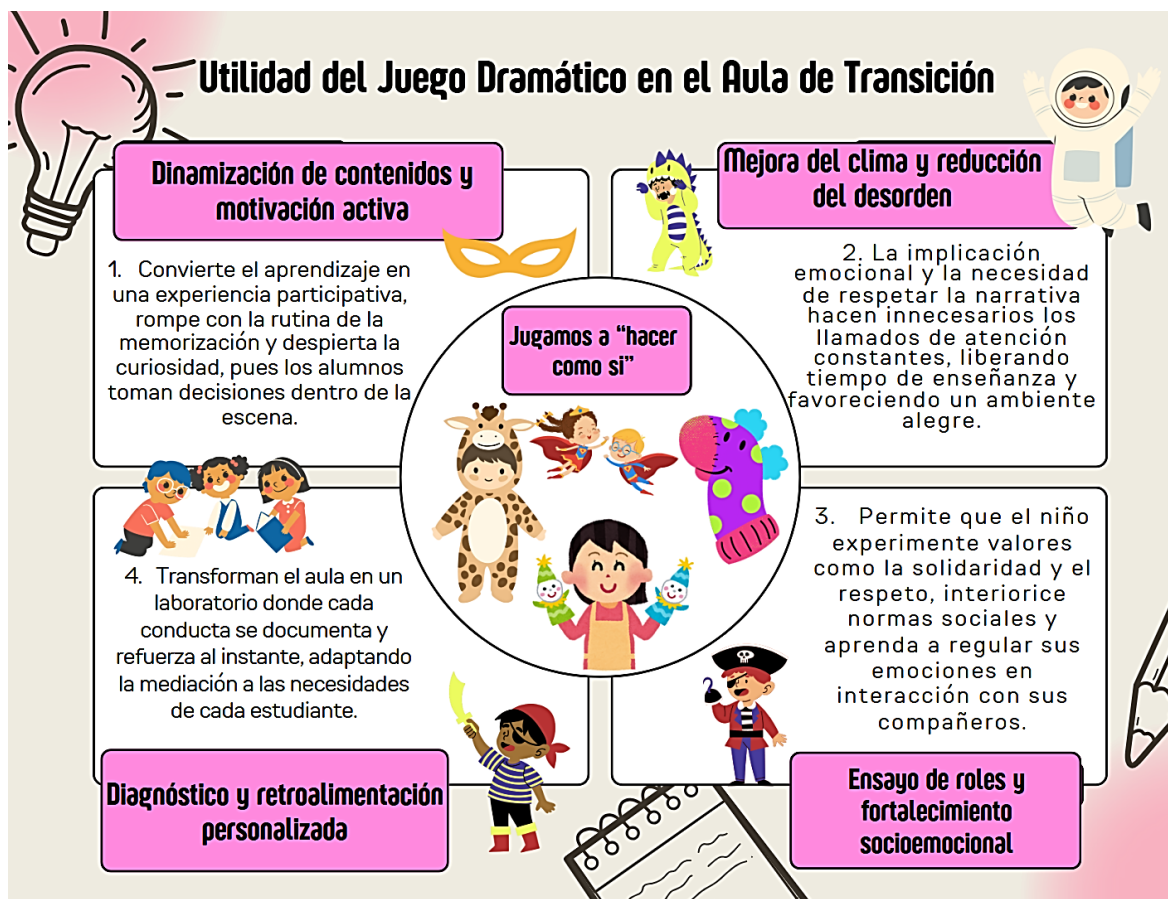 Utilidad del Juego Dramático en el Aula de Transición
Dinamización de contenidos y
motivación activa
1. Convierte el aprendizaje en
una experiencia participativa,
rompe con la rutina de la
memorización y despierta la
curiosidad, pues los alumnos
toman decisiones dentro de la
escena.
Mejora del clima y reducción
del desorden
2. La implicación
emocional y la necesidad
de respetar la narrativa
hacen innecesarios los
llamados de atención
constantes, liberando
tiempo de enseñanza y
favoreciendo un ambiente
alegre.
Jugamos a “hacer
como si”
3. Permite que el niño
experimente valores
como la solidaridad y el
respeto, interiorice
normas sociales y
aprenda a regular sus
emociones en
interacción con sus
compañeros.
Ensayo de roles y
fortalecimiento
socioemocional
4. Transforman el aula en un
laboratorio donde cada
conducta se documenta y
refuerza al instante, adaptando
la mediación a las necesidades
de cada estudiante.
Diagnóstico y retroalimentación
personalizada